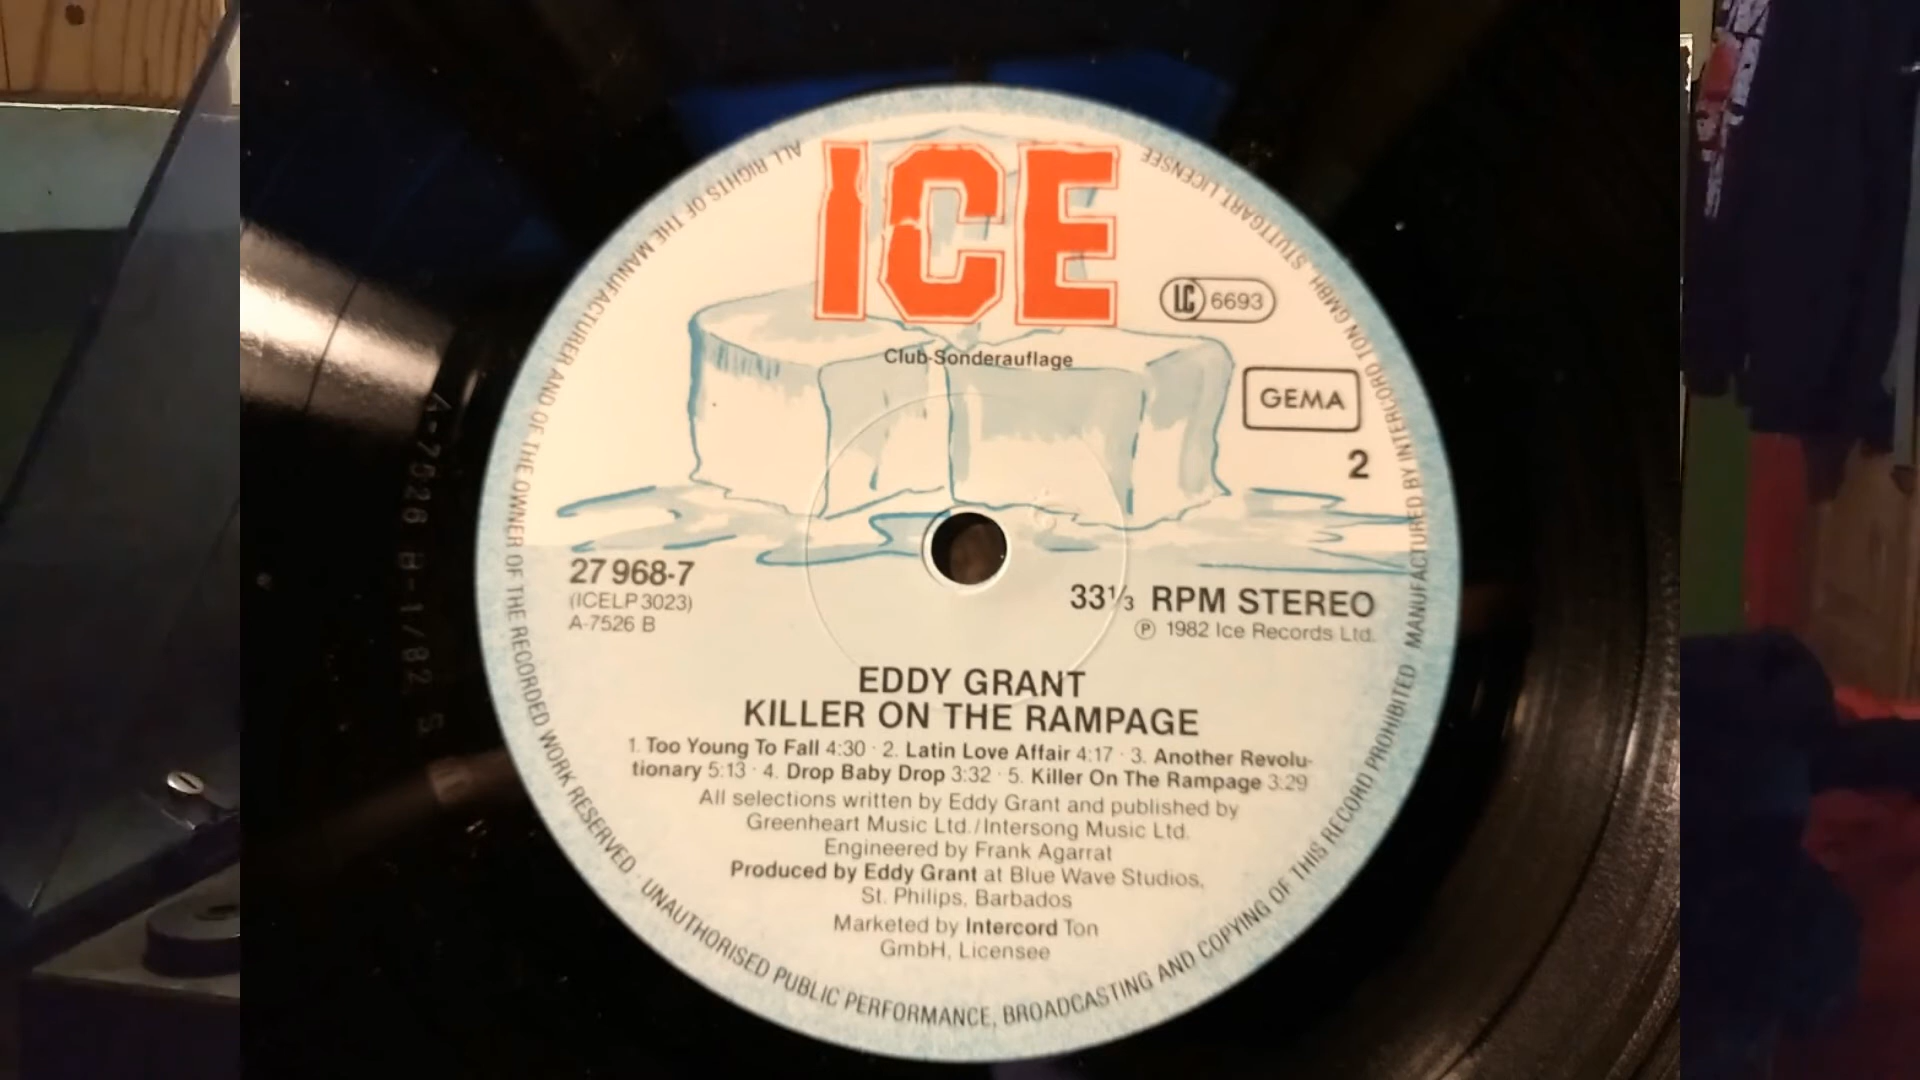 ICE
LC 6693
Club-Sonderauflage
GEMA
2
27 968-7
(ICELP 3023)
A-7526 B
33⅓ RPM STEREO
Ⓟ 1982 Ice Records Ltd.
EDDY GRANT
KILLER ON THE RAMPAGE
1. Too Young To Fall 4:30 · 2. Latin Love Affair 4:17 · 3. Another Revolu-
tionary 5:13 · 4. Drop Baby Drop 3:32 · 5. Killer On The Rampage 3:29
All selections written by Eddy Grant and published by
Greenheart Music Ltd./Intersong Music Ltd.
Engineered by Frank Agarrat
Produced by Eddy Grant at Blue Wave Studios,
St. Philips, Barbados
Marketed by Intercord Ton
GmbH, Licensee
ALL RIGHTS OF THE MANUFACTURER AND OF THE OWNER OF THE RECORDED WORK RESERVED · UNAUTHORISED PUBLIC PERFORMANCE, BROADCASTING AND COPYING OF THIS RECORD PROHIBITED · MANUFACTURED BY INTERCORD TON GMBH, STUTTGART, LICENSEE
A-7526 B-1/82 S